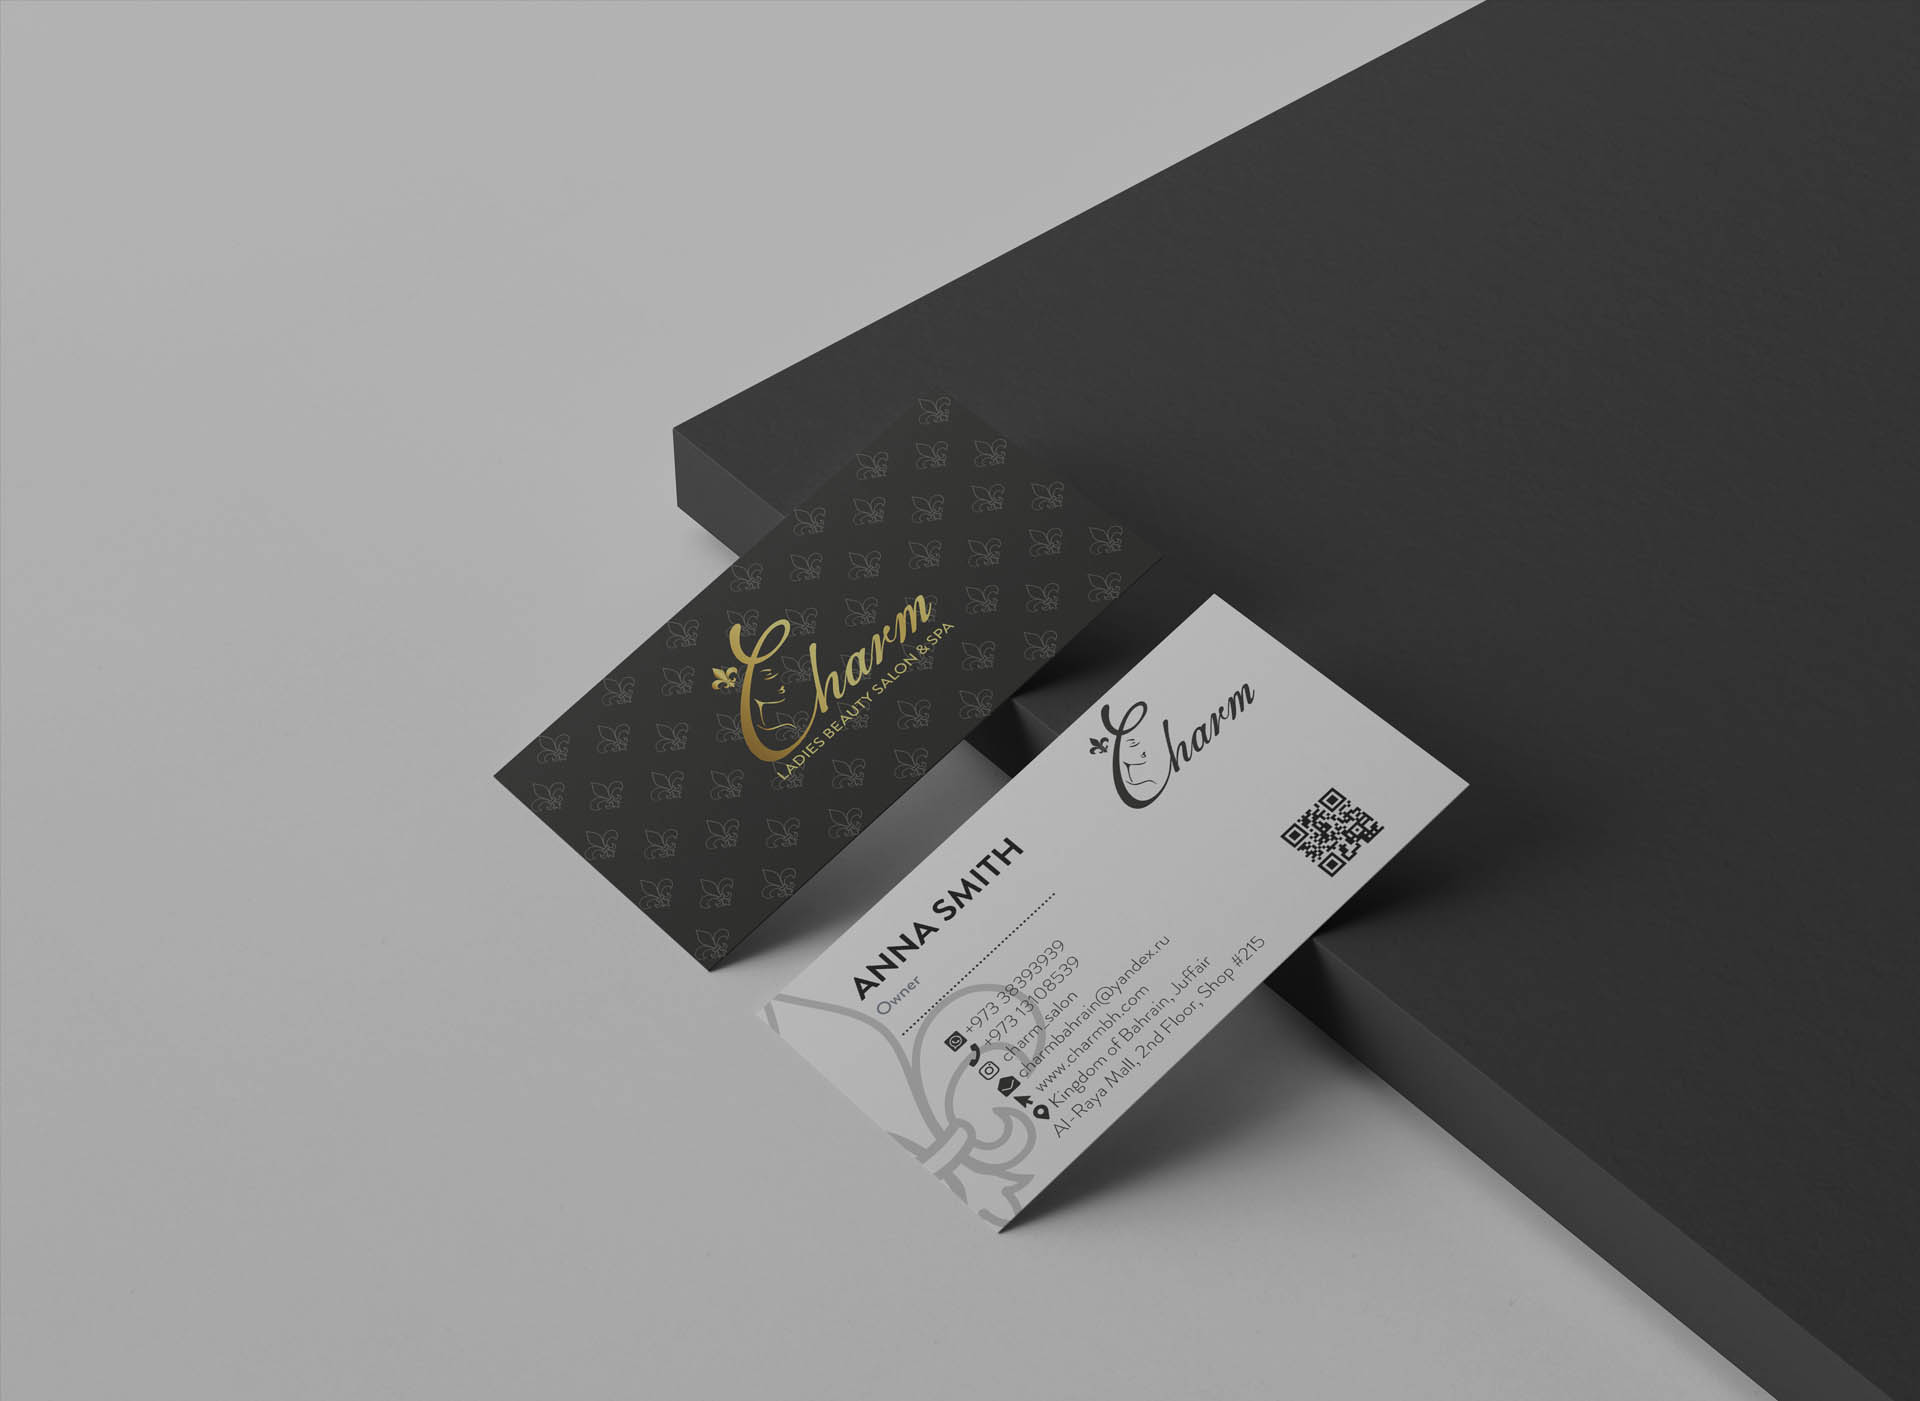 Charm
LADIES BEAUTY SALON & SPA
Charm
ANNA SMITH
Owner
+973 38393939
+973 13108539
charm_salon
charmbahrain@yandex.ru
www.charmbh.com
Kingdom of Bahrain, Juffair
Al-Raya Mall, 2nd Floor, Shop #215